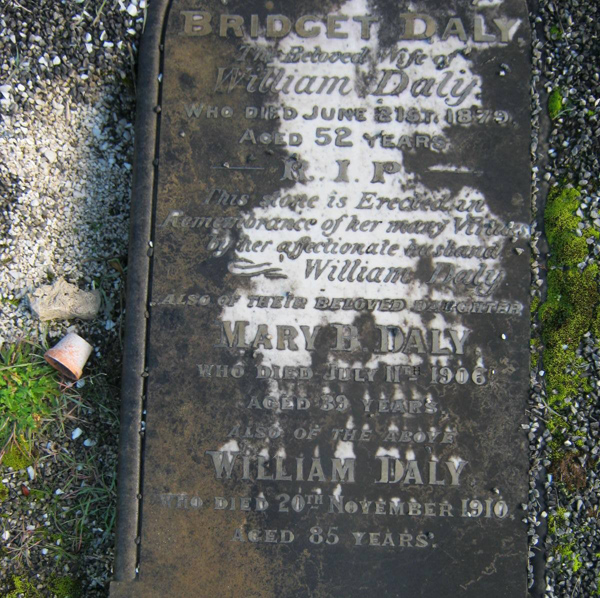 BRIDGET DALY
The Beloved Wife of
William Daly.
WHO DIED JUNE 21ST. 1879.
AGED 52 YEARS.
R. I. P.
This stone is Erected in
Remembrance of her many Virtues
by her affectionate husband
William Daly.
ALSO OF THEIR BELOVED DAUGHTER
MARY B. DALY
WHO DIED JULY 11TH 1906
AGED 39 YEARS.
ALSO OF THE ABOVE
WILLIAM DALY
WHO DIED 20TH NOVEMBER 1910.
AGED 85 YEARS.